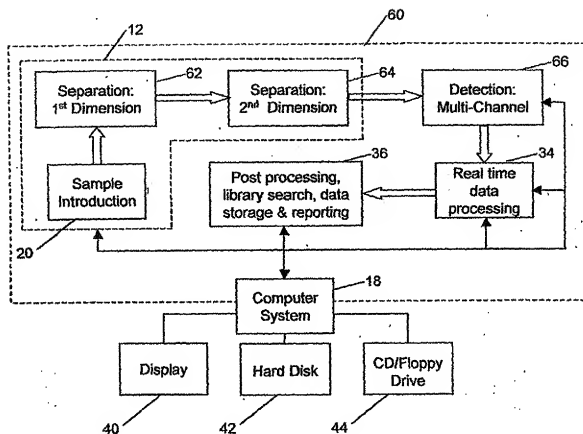 12
60
62
64
66
Separation:
1st Dimension
Separation:
2nd Dimension
Detection:
Multi-Channel
36
34
Sample
Introduction
Post processing,
library search, data
storage & reporting
Real time
data
processing
20
18
Computer
System
Display
Hard Disk
CD/Floppy
Drive
40
42
44